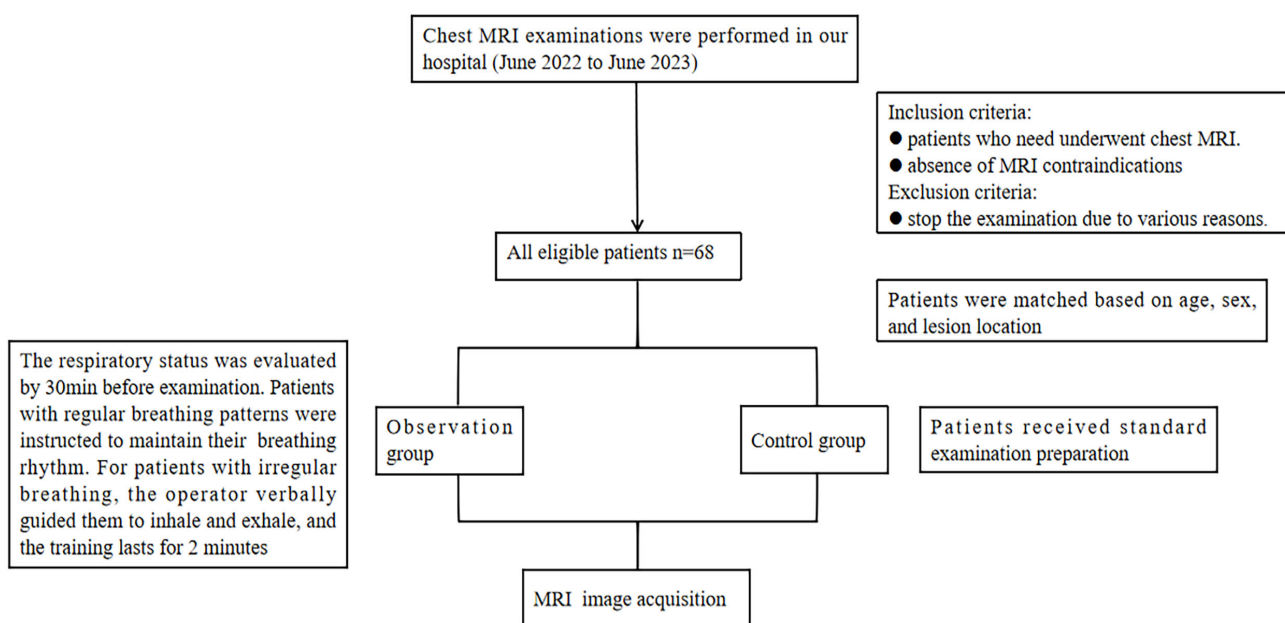 Chest MRI examinations were performed in our
hospital (June 2022 to June 2023)
Inclusion criteria:
● patients who need underwent chest MRI.
● absence of MRI contraindications
Exclusion criteria:
● stop the examination due to various reasons.
All eligible patients n=68
Patients were matched based on age, sex,
and lesion location
The respiratory status was evaluated
by 30min before examination. Patients
with regular breathing patterns were
instructed to maintain their breathing
rhythm. For patients with irregular
breathing, the operator verbally
guided them to inhale and exhale, and
the training lasts for 2 minutes
Observation
group
Control group
Patients received standard
examination preparation
MRI image acquisition